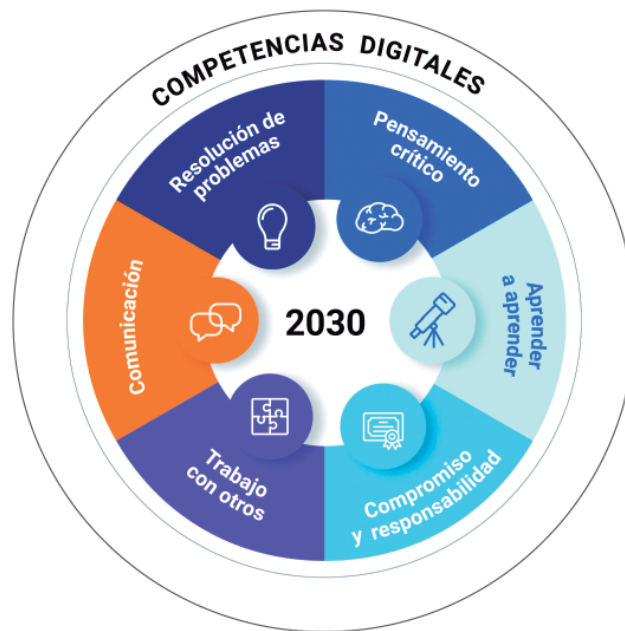 COMPETENCIAS DIGITALES
Resolución de
problemas
Pensamiento
crítico
Comunicación
2030
Aprender
a aprender
Trabajo
con otros
Compromiso
y responsabilidad